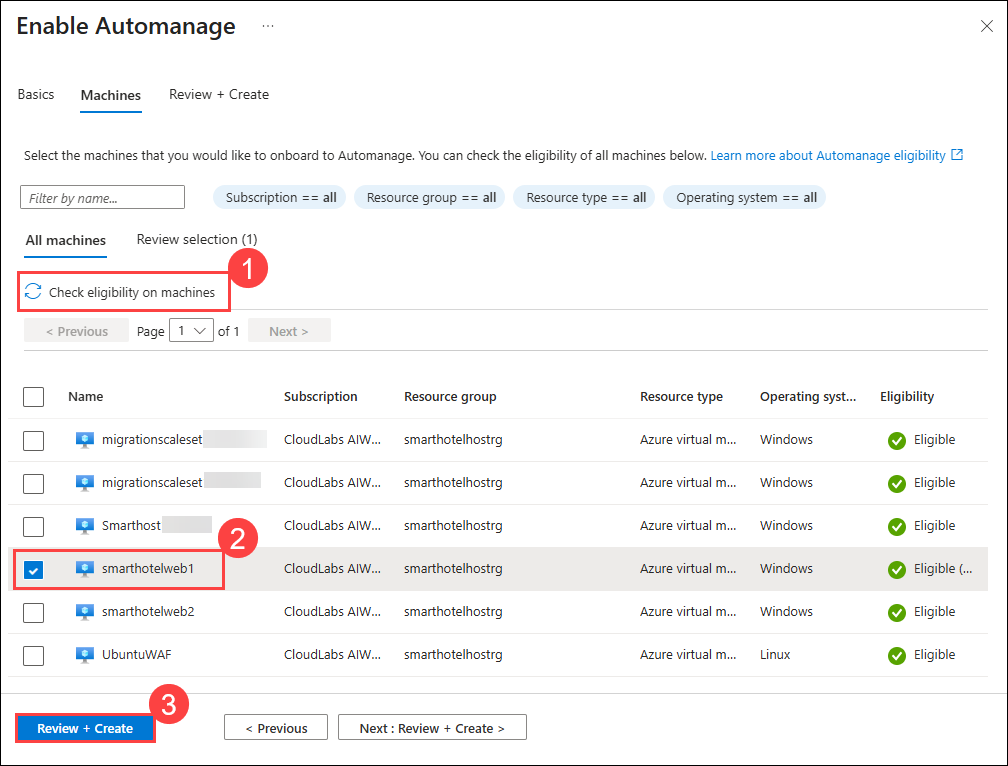 Enable Automanage ...
Basics Machines Review + Create
Select the machines that you would like to onboard to Automanage. You can check the eligibility of all machines below. Learn more about Automanage eligibility
Filter by name... Subscription == all Resource group == all Resource type == all Operating system == all
All machines Review selection (1)
1
Check eligibility on machines
< Previous Page 1 of 1 Next >
Name Subscription Resource group Resource type Operating syst... Eligibility
migrationscaleset CloudLabs AIW... smarthotelhostrg Azure virtual m... Windows Eligible
migrationscaleset CloudLabs AIW... smarthotelhostrg Azure virtual m... Windows Eligible
Smarthost CloudLabs AIW... smarthotelhostrg Azure virtual m... Windows Eligible
2
smarthotelweb1 CloudLabs AIW... smarthotelhostrg Azure virtual m... Windows Eligible (...
smarthotelweb2 CloudLabs AIW... smarthotelhostrg Azure virtual m... Windows Eligible
UbuntuWAF CloudLabs AIW... smarthotelhostrg Azure virtual m... Linux Eligible
3
Review + Create < Previous Next : Review + Create >